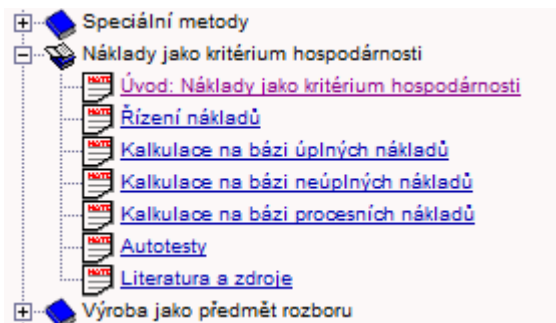 Speciální metody
Náklady jako kritérium hospodárnosti
Úvod: Náklady jako kritérium hospodárnosti
Řízení nákladů
Kalkulace na bázi úplných nákladů
Kalkulace na bázi neúplných nákladů
Kalkulace na bázi procesních nákladů
Autotesty
Literatura a zdroje
Výroba jako předmět rozboru